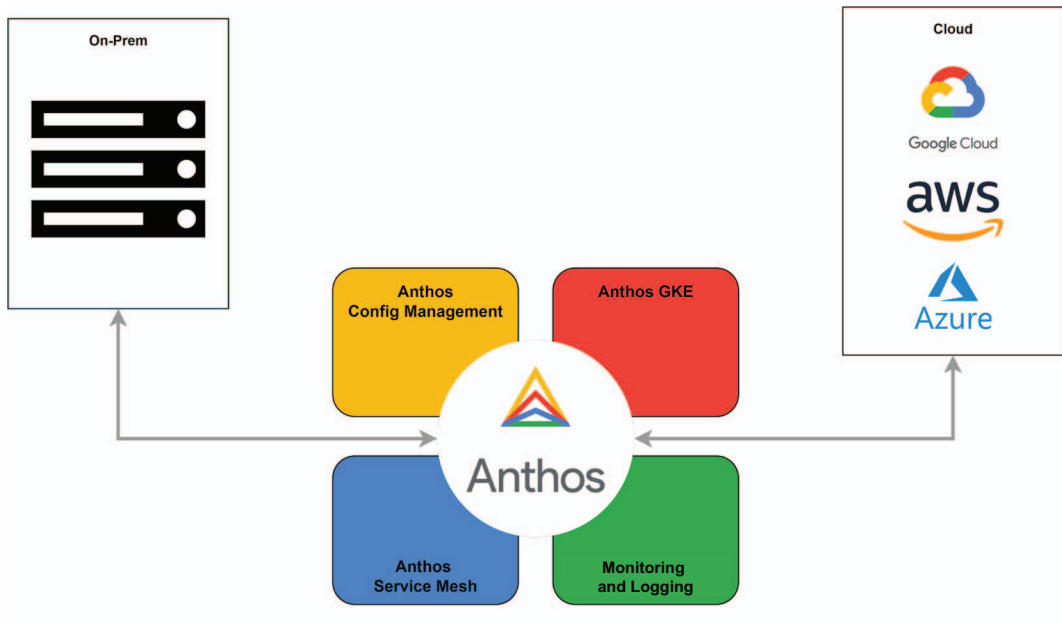 On-Prem
Cloud
Google Cloud
aws
Azure
Anthos
Config Management
Anthos GKE
Anthos
Anthos
Service Mesh
Monitoring
and Logging